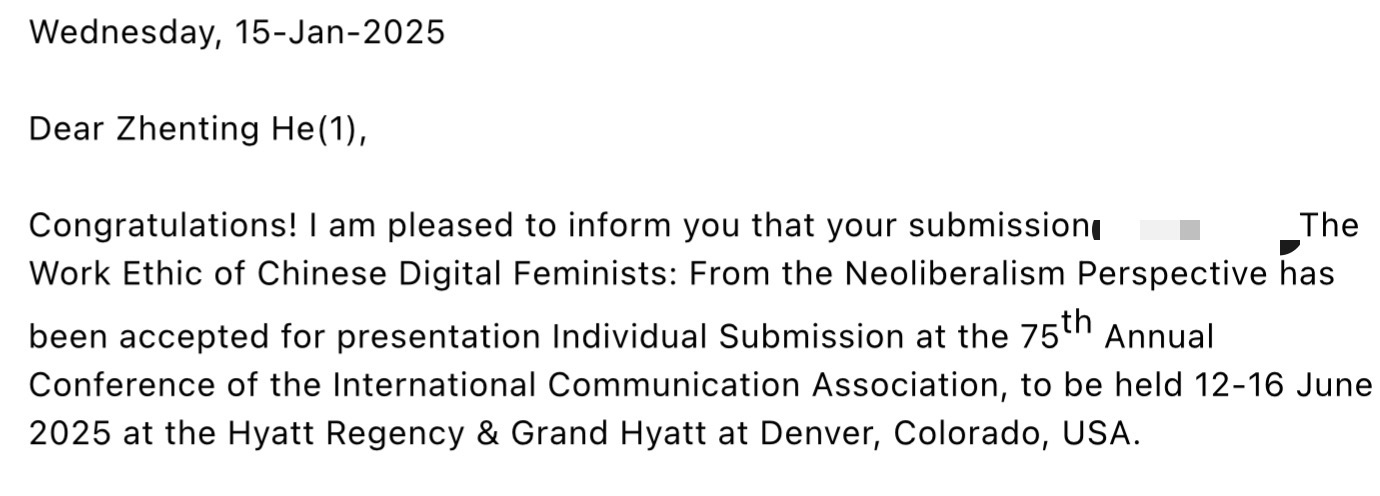 Wednesday, 15-Jan-2025
Dear Zhenting He(1),
Congratulations! I am pleased to inform you that your submission The
Work Ethic of Chinese Digital Feminists: From the Neoliberalism Perspective has
been accepted for presentation Individual Submission at the 75th Annual
Conference of the International Communication Association, to be held 12-16 June
2025 at the Hyatt Regency & Grand Hyatt at Denver, Colorado, USA.